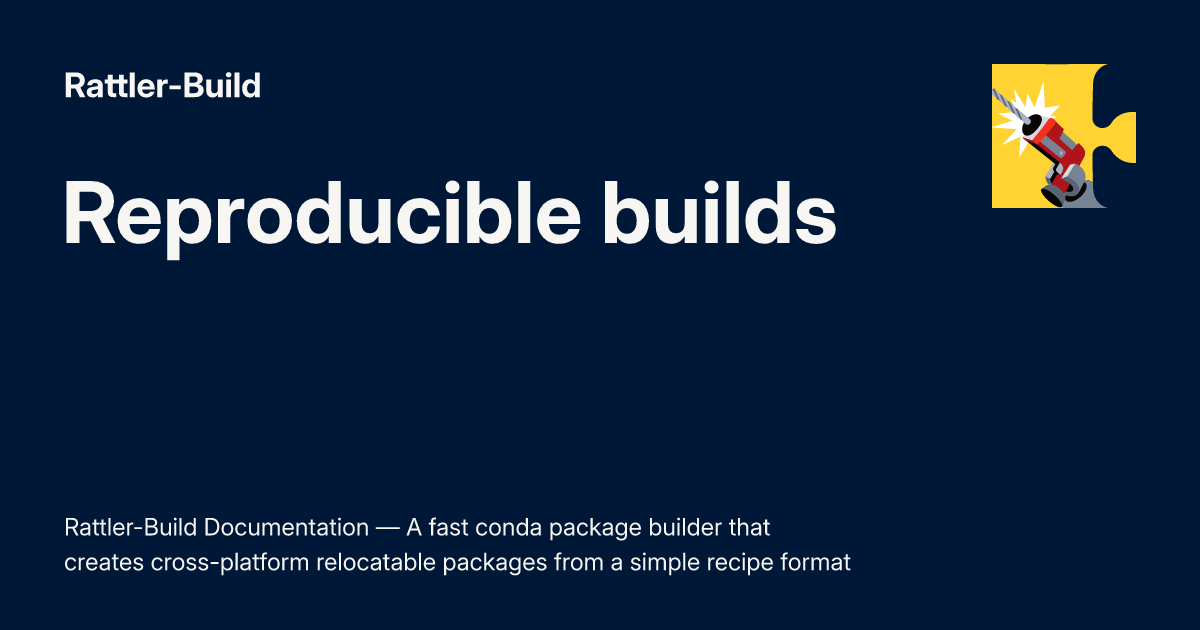 Rattler-Build
Reproducible builds
Rattler-Build Documentation — A fast conda package builder that
creates cross-platform relocatable packages from a simple recipe format